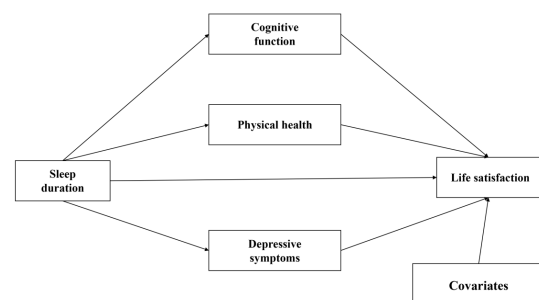 Cognitive
function
Physical health
Sleep
duration
Life satisfaction
Depressive
symptoms
Covariates